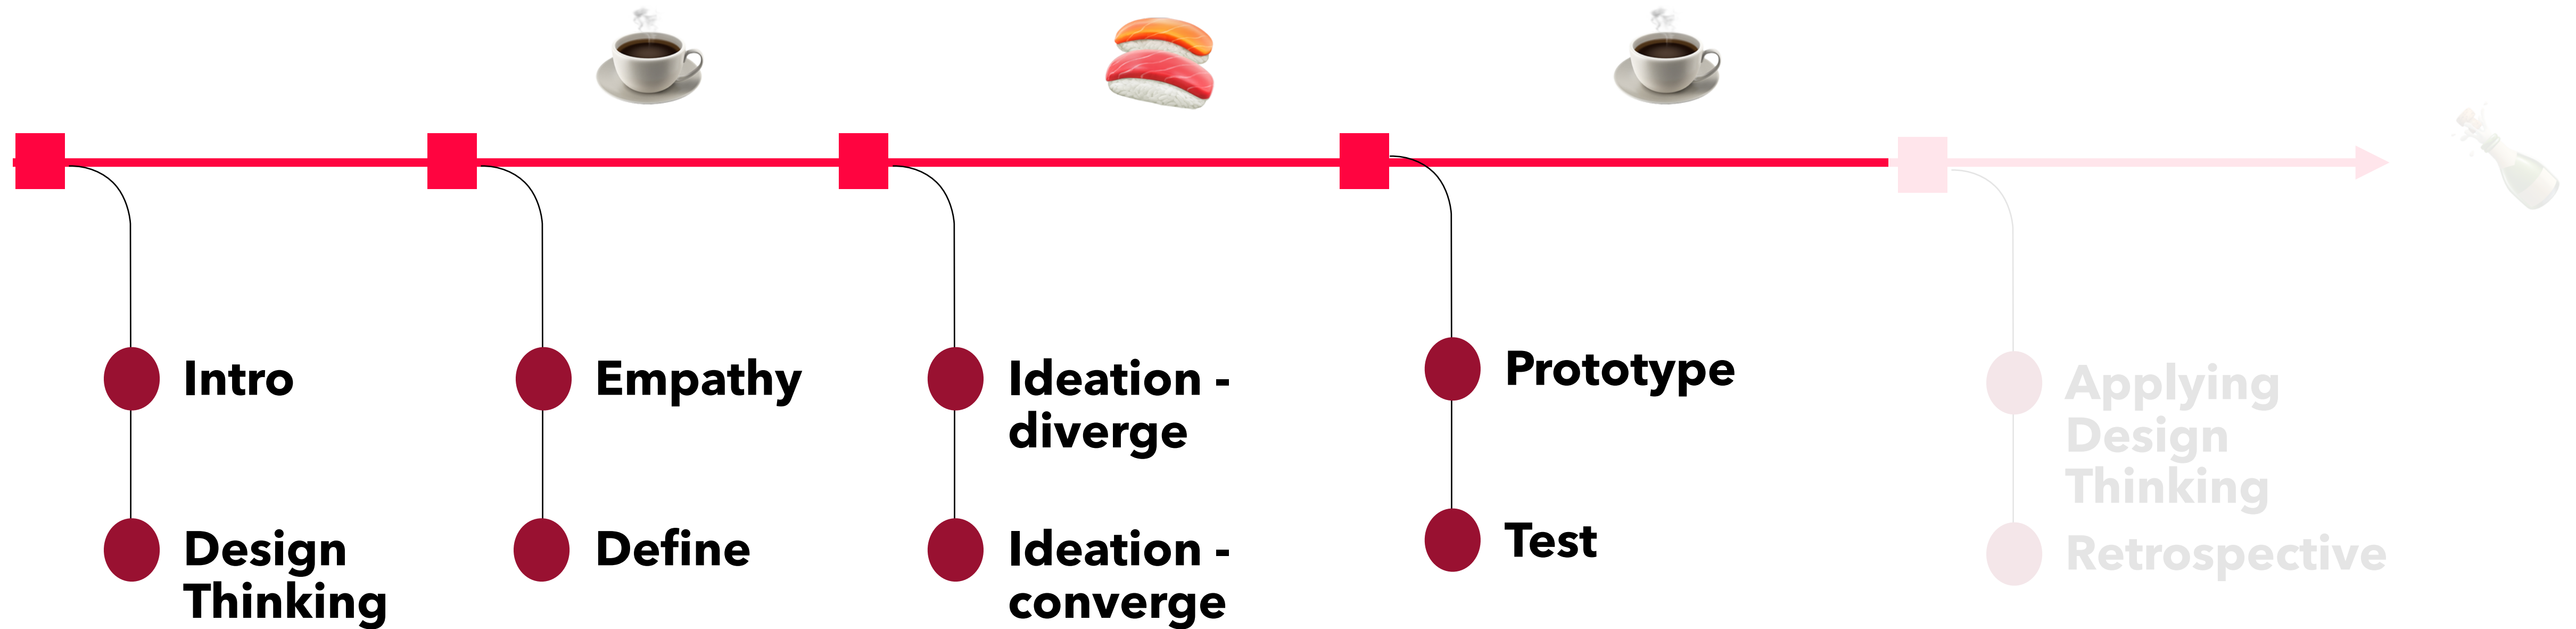 Intro
Design
Thinking
Empathy
Define
Ideation -
diverge
Ideation -
converge
Prototype
Test
Applying
Design
Thinking
Retrospective